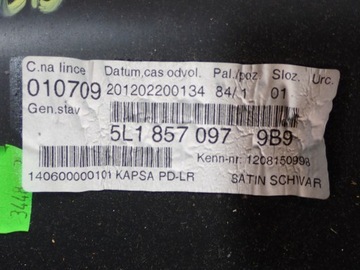 C.na lince Datum,cas odvol. Pal./poz Sloz. Urc.
010709 201202200134 84/1 01
Gen.stav
5L1 857 097 9B9
Kenn-nr: 1208150998
140600000101 KAPSA PD-LR SATIN SCHWAR